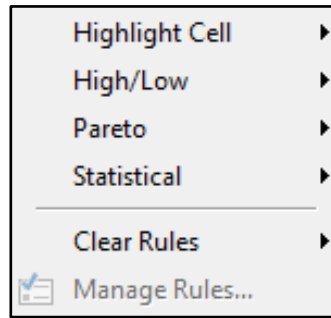 Highlight Cell
High/Low
Pareto
Statistical
Clear Rules
Manage Rules...